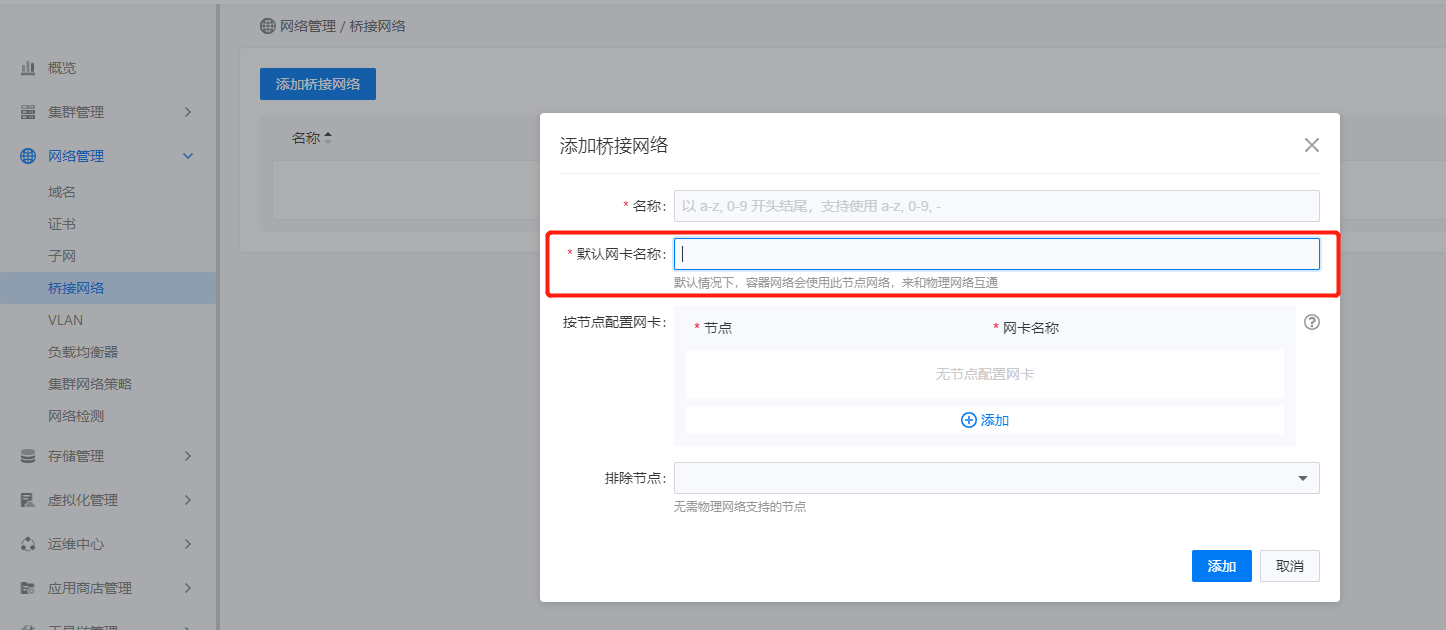 网络管理 / 桥接网络
概览
集群管理
网络管理
域名
证书
子网
桥接网络
VLAN
负载均衡器
集群网络策略
网络检测
存储管理
虚拟化管理
运维中心
应用商店管理
添加桥接网络
名称
添加桥接网络
* 名称:
以 a-z, 0-9 开头结尾，支持使用 a-z, 0-9, -
* 默认网卡名称:
默认情况下，容器网络会使用此节点网络，来和物理网络互通
按节点配置网卡:
* 节点
* 网卡名称
无节点配置网卡
添加
排除节点:
无需物理网络支持的节点
添加
取消